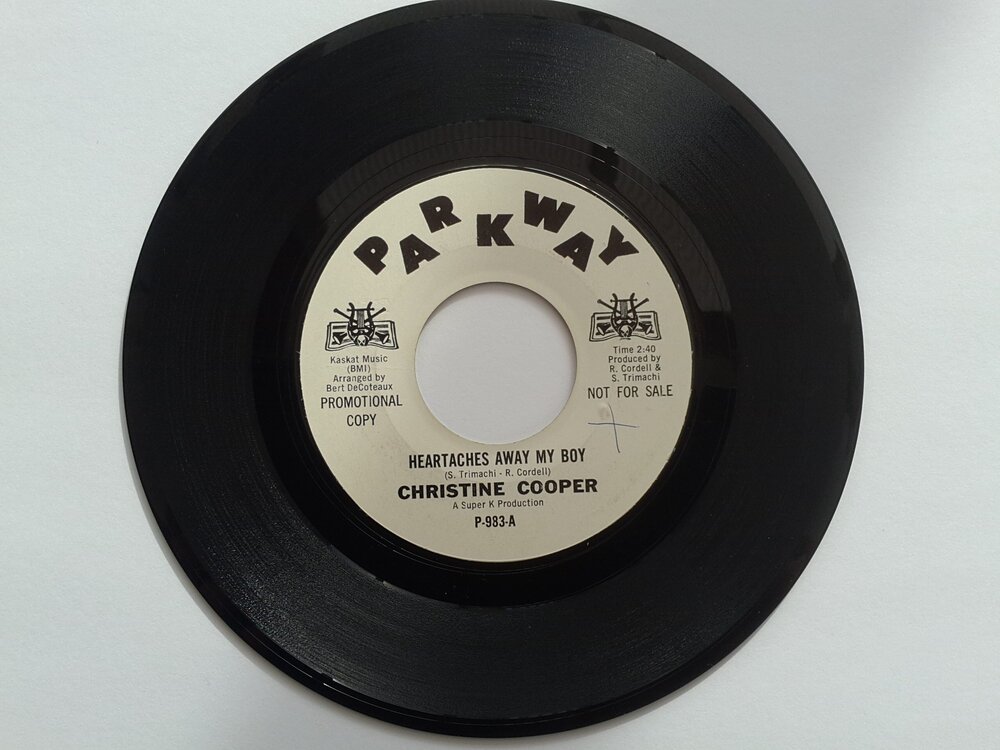 PARKWAY
Kaskat Music
(BMI)
Arranged by
Bert DeCoteaux
PROMOTIONAL
COPY
Time 2:40
Produced by
R. Cordell &
S. Trimachi
NOT FOR SALE
HEARTACHES AWAY MY BOY
(S. Trimachi - R. Cordell)
CHRISTINE COOPER
A Super K Production
P-983-A